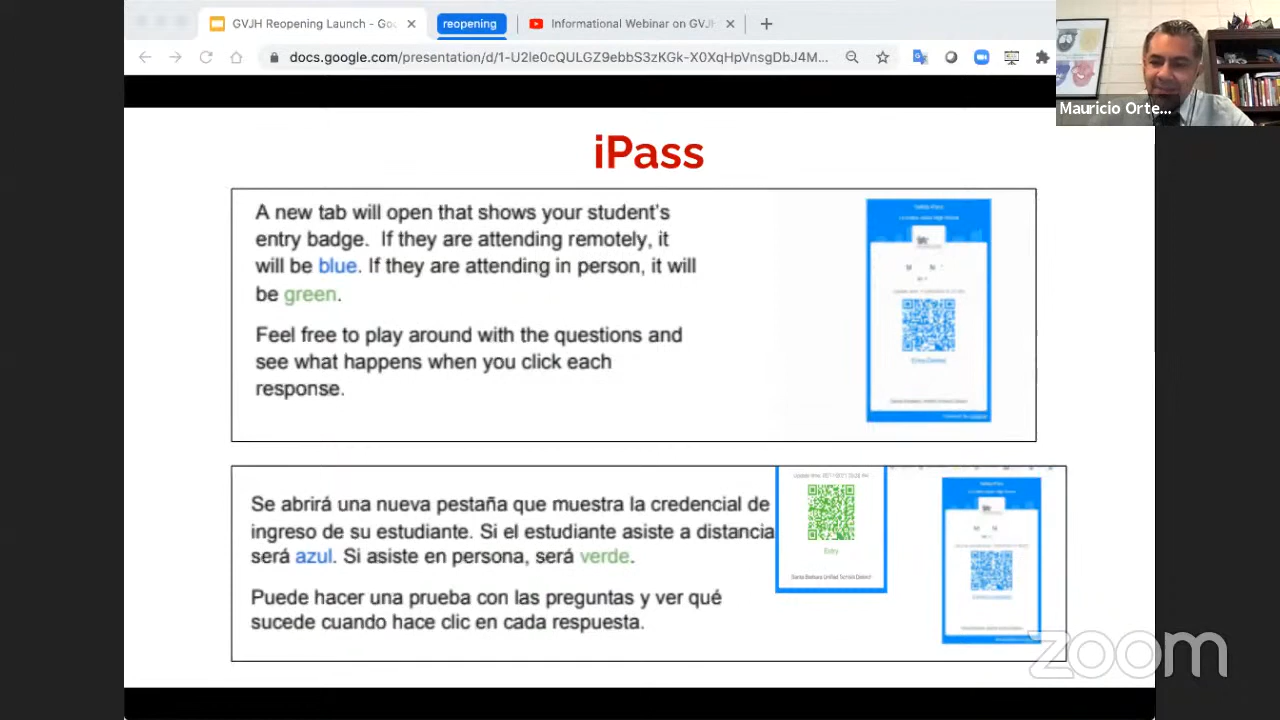 GVJH Reopening Launch - Goo
reopening
Informational Webinar on GVJH
docs.google.com/presentation/d/1-U2Ie0cQULGZ9ebbS3zKGk-X0XqHpVnsgDbJ4M...
Mauricio Orte...
iPass
A new tab will open that shows your student's
entry badge. If they are attending remotely, it
will be blue. If they are attending in person, it will
be green.
Feel free to play around with the questions and
see what happens when you click each
response.
Se abrirá una nueva pestaña que muestra la credencial de
ingreso de su estudiante. Si el estudiante asiste a distancia
será azul. Si asiste en persona, será verde.
Puede hacer una prueba con las preguntas y ver qué
sucede cuando hace clic en cada respuesta.
Entry
Santa Barbara Unified School District
zoom